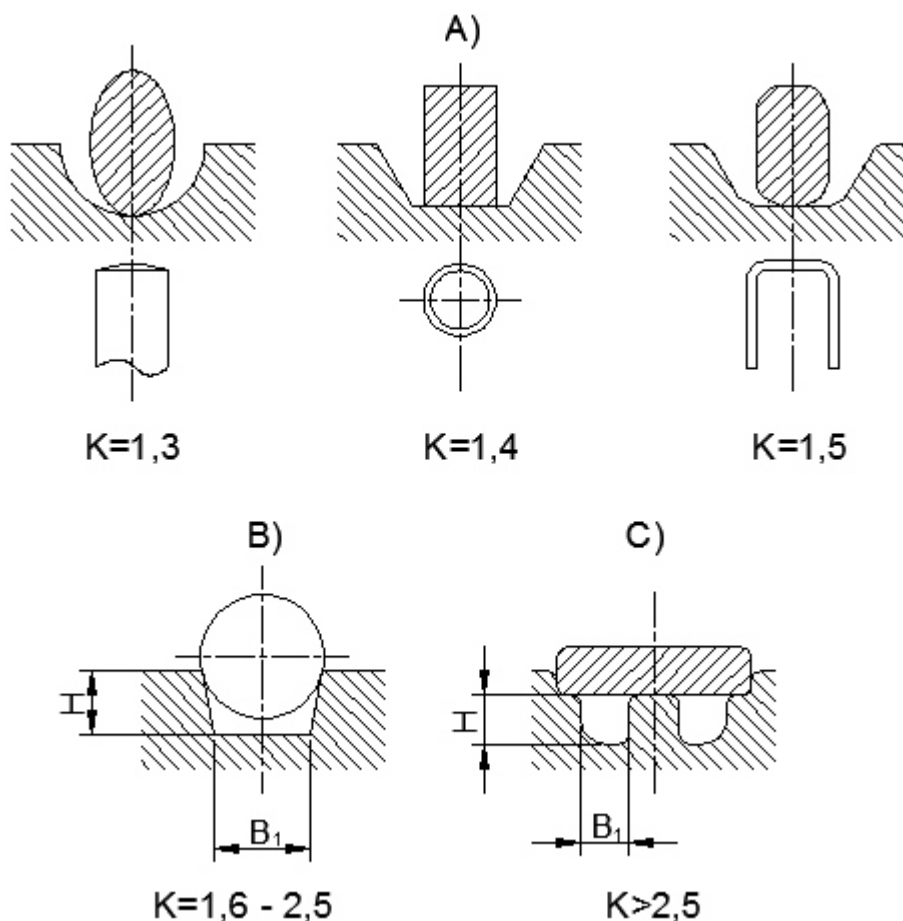 A)
K=1,3 K=1,4 K=1,5
B) C)
H B₁ H B₁
K=1,6 - 2,5 K>2,5